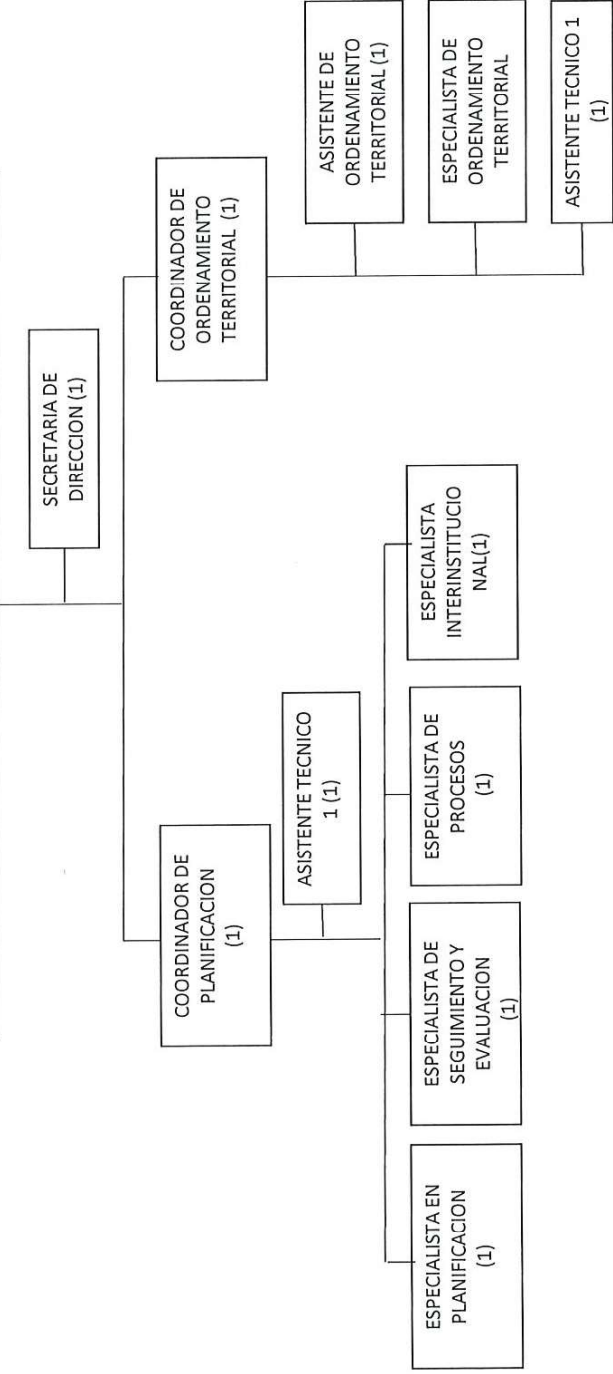 SECRETARIA DE
DIRECCION (1)
COORDINADOR DE
PLANIFICACION
(1)
COORDINADOR DE
ORDENAMIENTO
TERRITORIAL (1)
ASISTENTE TECNICO
1 (1)
ASISTENTE DE
ORDENAMIENTO
TERRITORIAL (1)
ESPECIALISTA DE
ORDENAMIENTO
TERRITORIAL
ASISTENTE TECNICO 1
(1)
ESPECIALISTA EN
PLANIFICACION
(1)
ESPECIALISTA DE
SEGUIMIENTO Y
EVALUACION
(1)
ESPECIALISTA DE
PROCESOS
(1)
ESPECIALISTA
INTERINSTITUCIO
NAL(1)